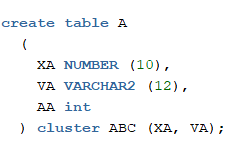 create table A
(
XA NUMBER (10),
VA VARCHAR2 (12),
AA int
) cluster ABC (XA, VA);